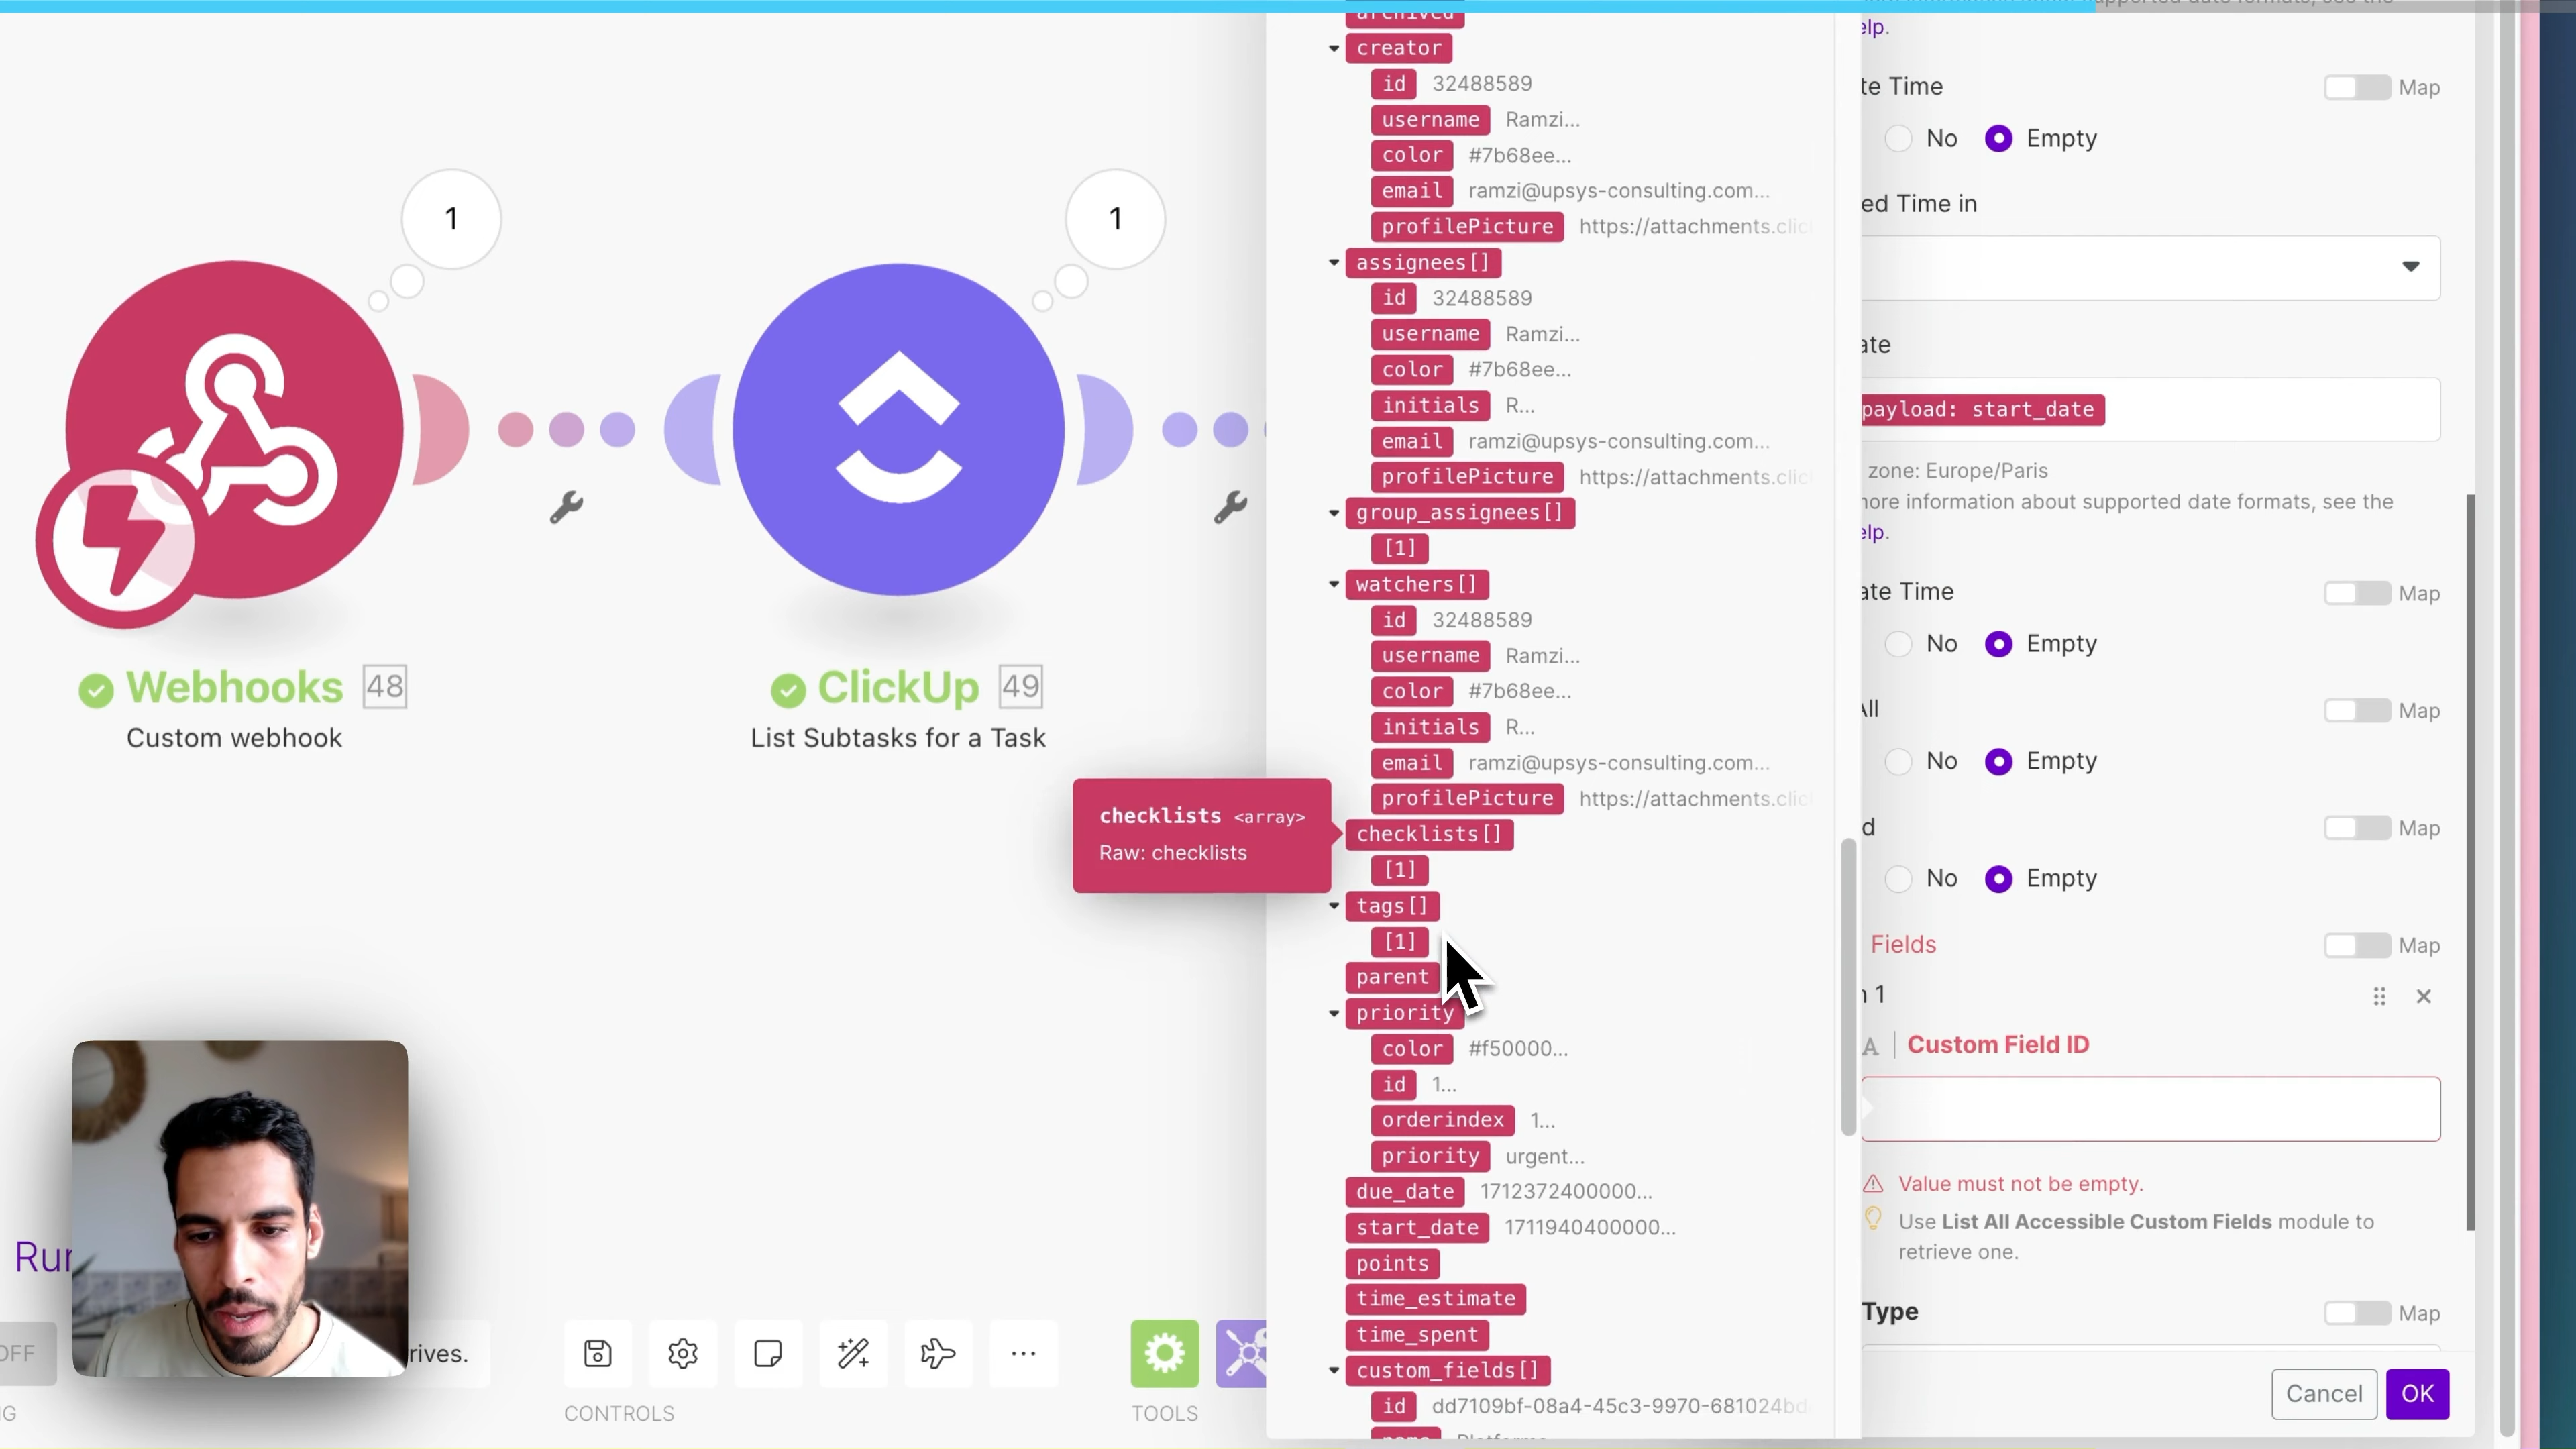 1
1
Webhooks 48
Custom webhook
ClickUp 49
List Subtasks for a Task
checklists <array>
Raw: checklists
archived
creator
id 32488589
username Ramzi...
color #7b68ee...
email ramzi@upsys-consulting.com...
profilePicture https://attachments.clic
assignees[]
id 32488589
username Ramzi...
color #7b68ee...
initials R...
email ramzi@upsys-consulting.com...
profilePicture https://attachments.clic
group_assignees[]
[1]
watchers[]
id 32488589
username Ramzi...
color #7b68ee...
initials R...
email ramzi@upsys-consulting.com...
profilePicture https://attachments.clic
checklists[]
[1]
tags[]
[1]
parent
priority
color #f50000...
id 1...
orderindex 1...
priority urgent...
due_date 1712372400000...
start_date 1711940400000...
points
time_estimate
time_spent
custom_fields[]
id dd7109bf-08a4-45c3-9970-681024bd
elp.
te Time Map
No Empty
ed Time in
ate
payload: start_date
zone: Europe/Paris
more information about supported date formats, see the
elp.
ate Time Map
No Empty
All Map
No Empty
d Map
No Empty
Fields Map
n 1
A Custom Field ID
Value must not be empty.
Use List All Accessible Custom Fields module to
retrieve one.
Type Map
Cancel OK
Run
OFF
rives.
CONTROLS
TOOLS